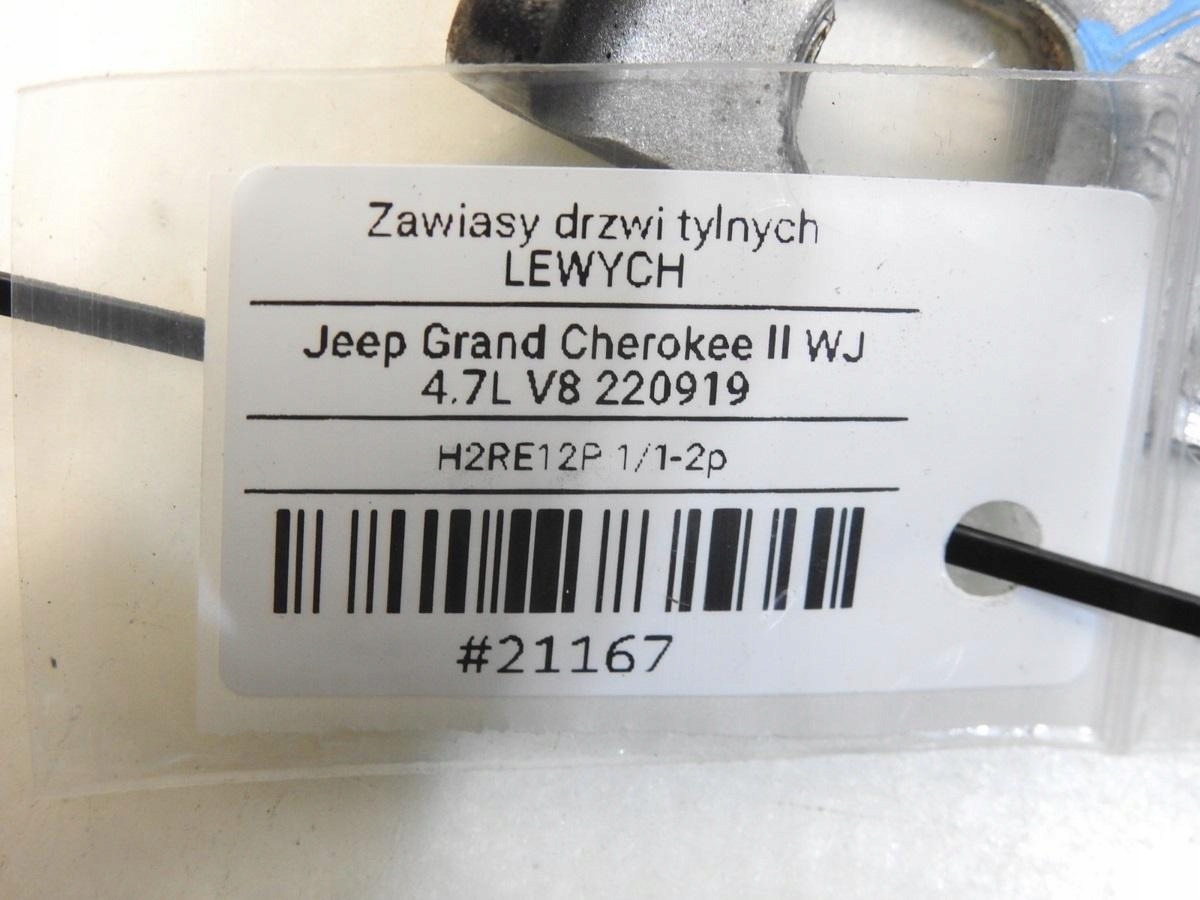 Zawiasy drzwi tylnych
LEWYCH
Jeep Grand Cherokee II WJ
4.7L V8 220919
H2RE12P 1/1-2p
#21167